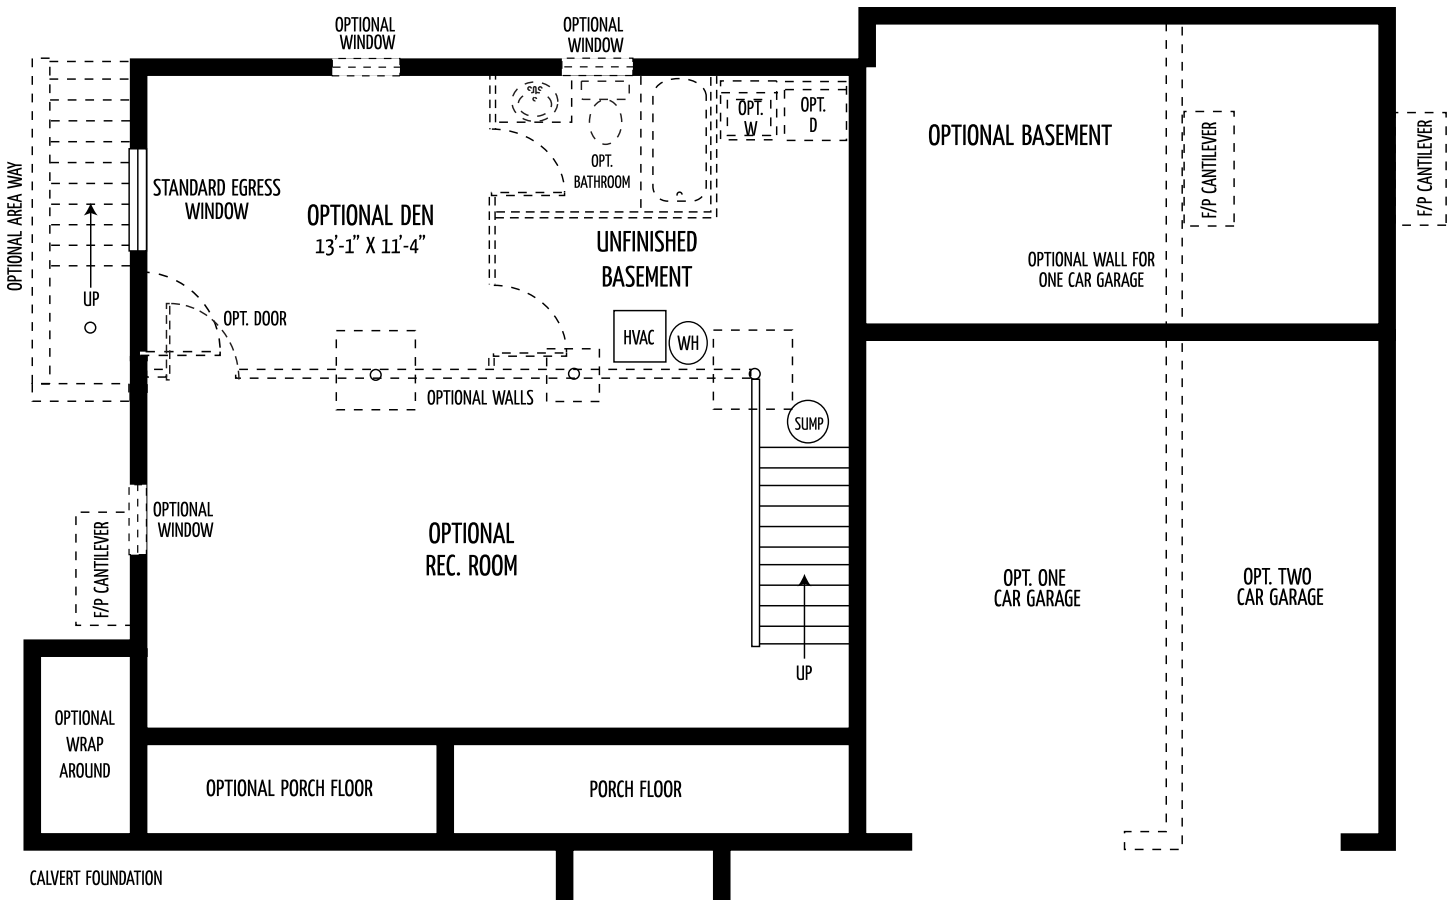 OPTIONAL
WINDOW
OPTIONAL
WINDOW
OPTIONAL AREA WAY
STANDARD EGRESS
WINDOW
UP
OPT. DOOR
OPTIONAL DEN
13'-1" X 11'-4"
OPT.
BATHROOM
OPT.
W
OPT.
D
UNFINISHED
BASEMENT
HVAC
WH
OPTIONAL WALLS
SUMP
UP
OPTIONAL
WINDOW
F/P CANTILEVER
OPTIONAL
REC. ROOM
OPTIONAL BASEMENT
F/P CANTILEVER
F/P CANTILEVER
OPTIONAL WALL FOR
ONE CAR GARAGE
OPT. ONE
CAR GARAGE
OPT. TWO
CAR GARAGE
OPTIONAL
WRAP
AROUND
OPTIONAL PORCH FLOOR
PORCH FLOOR
CALVERT FOUNDATION